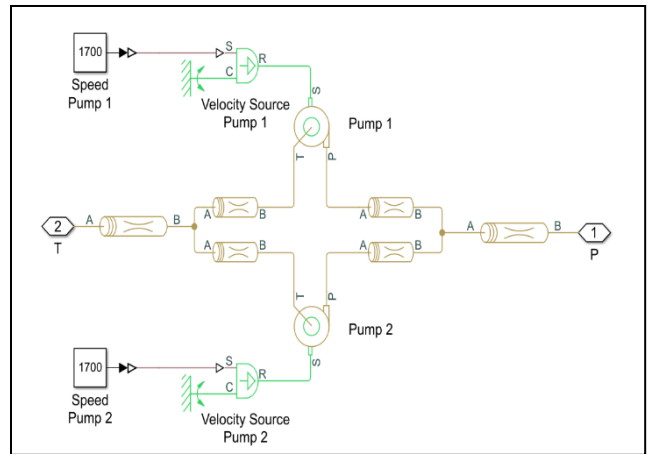 1700
S
R
C
Speed
Pump 1
Velocity Source
Pump 1
S
Pump 1
T
P
A
B
A
B
2
A
B
A
B
1
T
A
B
A
B
P
T
P
Pump 2
1700
S
R
S
C
Speed
Pump 2
Velocity Source
Pump 2